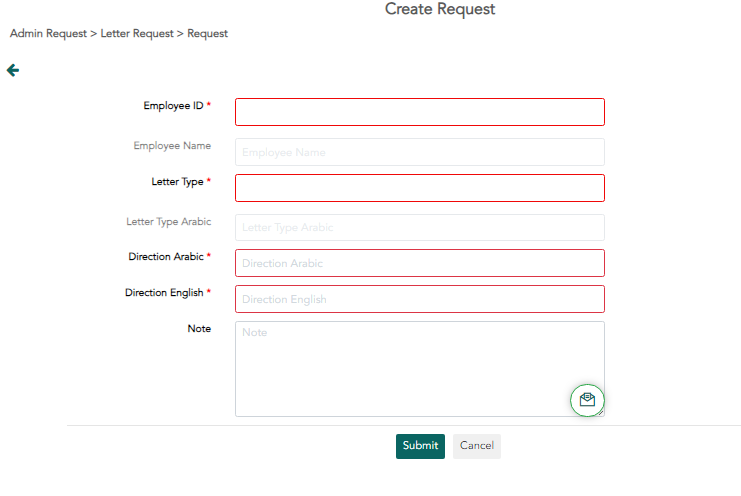 Create Request
Admin Request > Letter Request > Request
Employee ID *
Employee Name
Employee Name
Letter Type *
Letter Type Arabic
Letter Type Arabic
Direction Arabic *
Direction Arabic
Direction English *
Direction English
Note
Note
Submit
Cancel